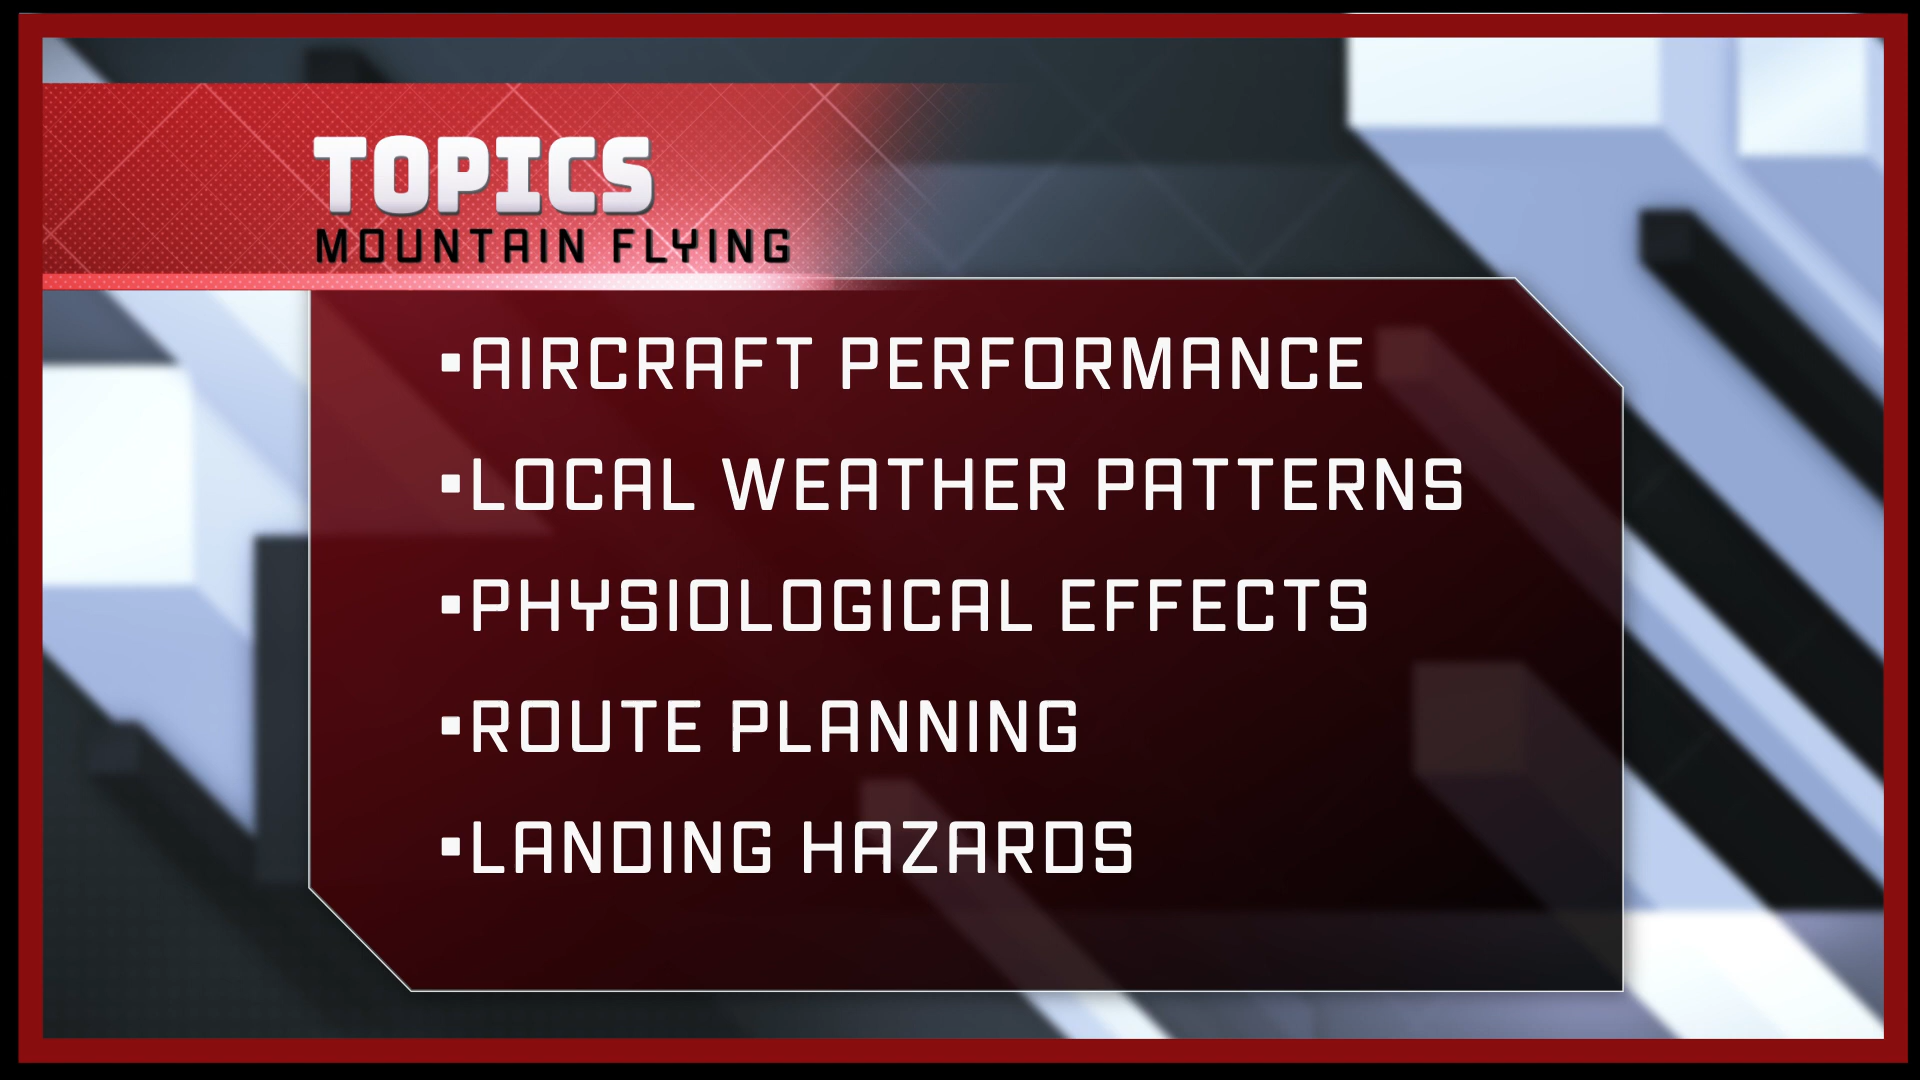 TOPICS
MOUNTAIN FLYING
▪AIRCRAFT PERFORMANCE
▪LOCAL WEATHER PATTERNS
▪PHYSIOLOGICAL EFFECTS
▪ROUTE PLANNING
▪LANDING HAZARDS